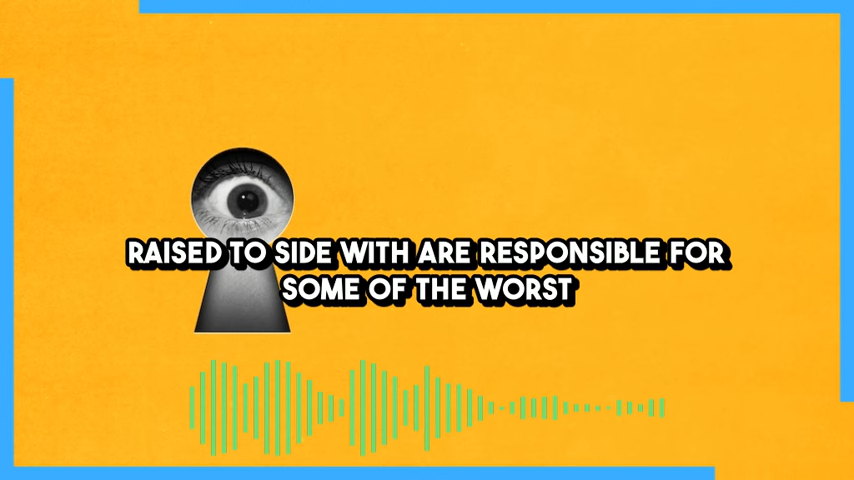 RAISED TO SIDE WITH ARE RESPONSIBLE FOR
SOME OF THE WORST